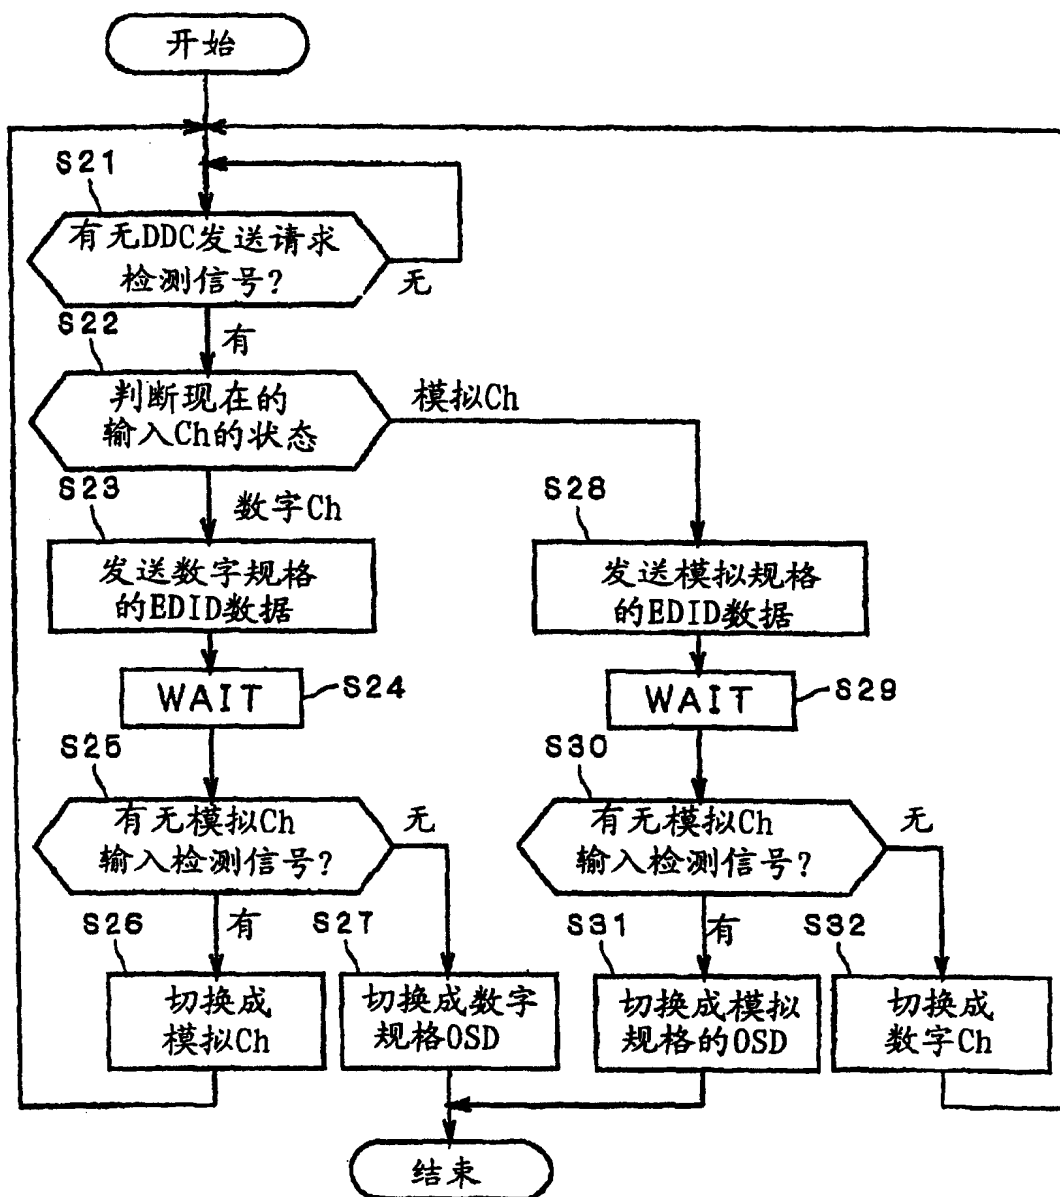 开始
S21
有无DDC发送请求
检测信号?
无
S22
有
判断现在的
输入Ch的状态
模拟Ch
S23
数字Ch
S28
发送数字规格
的EDID数据
发送模拟规格
的EDID数据
WAIT
S24
WAIT
S29
S25
S30
有无模拟Ch
输入检测信号?
无
有无模拟Ch
输入检测信号?
无
S26
有
S27
S31
有
S32
切换成
模拟Ch
切换成数字
规格OSD
切换成模拟
规格的OSD
切换成
数字Ch
结束